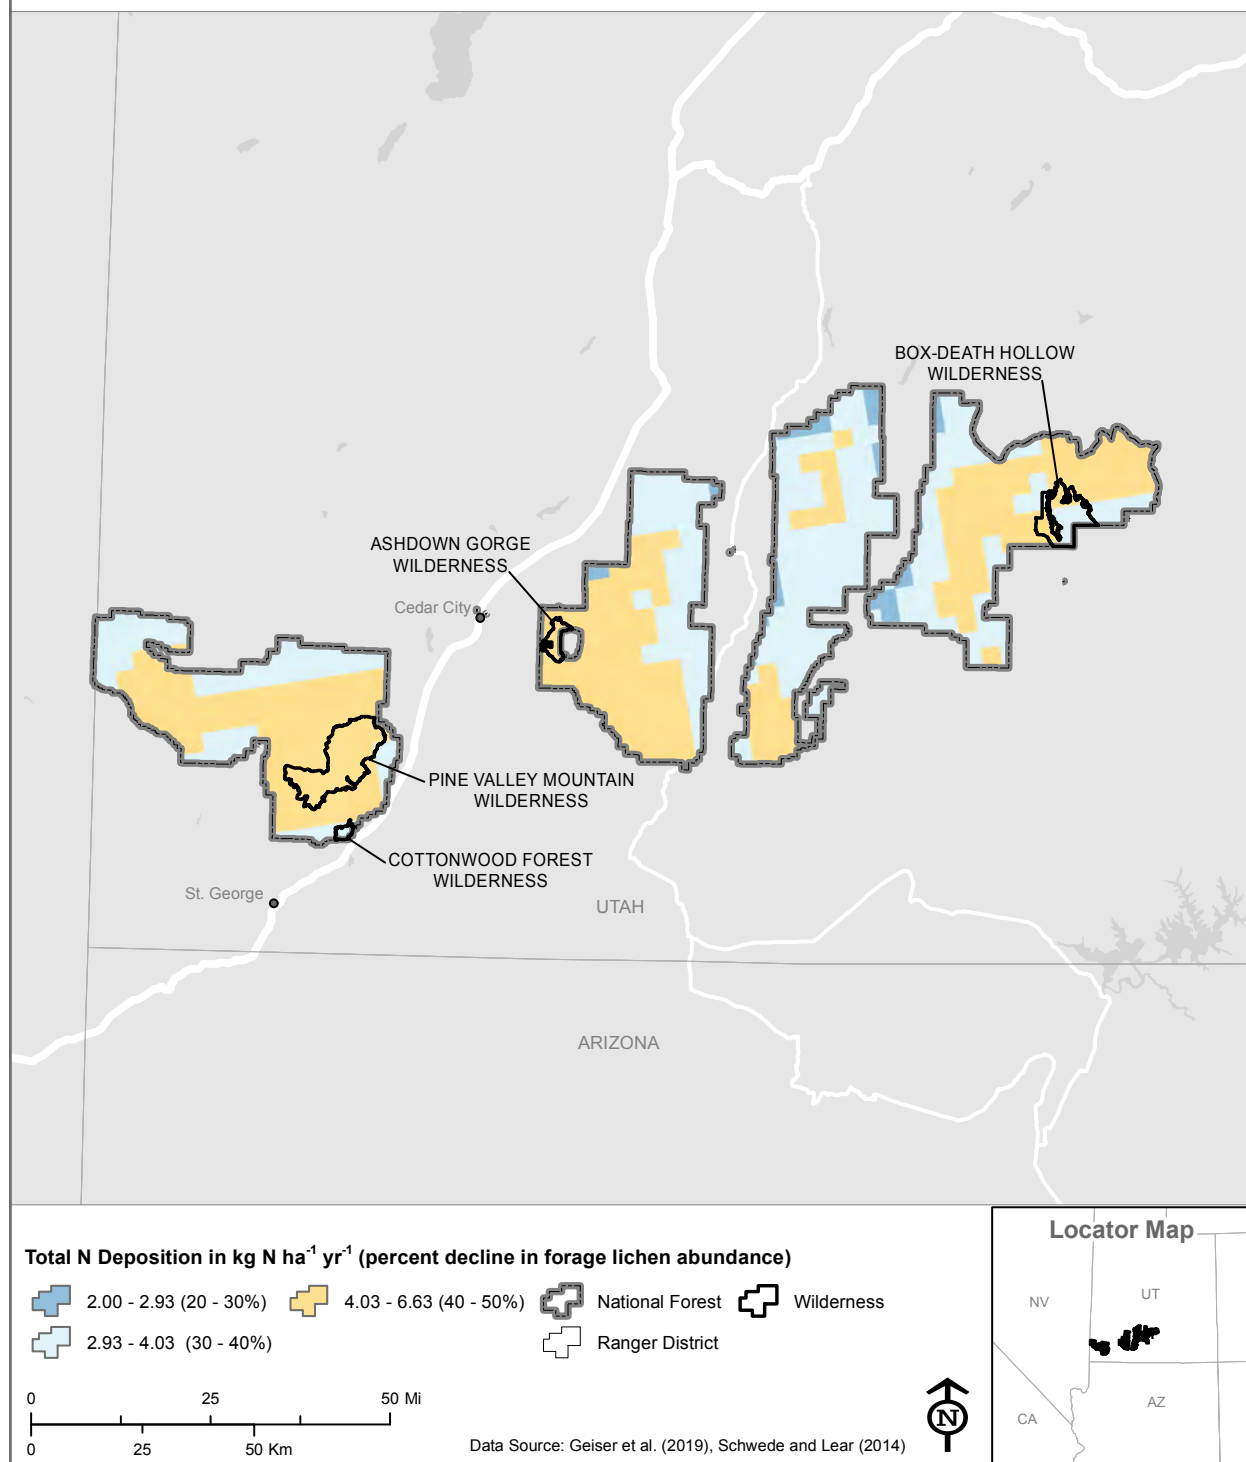 BOX-DEATH HOLLOW
WILDERNESS
ASHDOWN GORGE
WILDERNESS
Cedar City
PINE VALLEY MOUNTAIN
WILDERNESS
COTTONWOOD FOREST
WILDERNESS
St. George
UTAH
ARIZONA
Total N Deposition in kg N ha⁻¹ yr⁻¹ (percent decline in forage lichen abundance)
2.00 - 2.93 (20 - 30%)
4.03 - 6.63 (40 - 50%)
National Forest
Wilderness
2.93 - 4.03 (30 - 40%)
Ranger District
0 25 50 Mi
0 25 50 Km
Data Source: Geiser et al. (2019), Schwede and Lear (2014)
N
Locator Map
NV
UT
CA
AZ